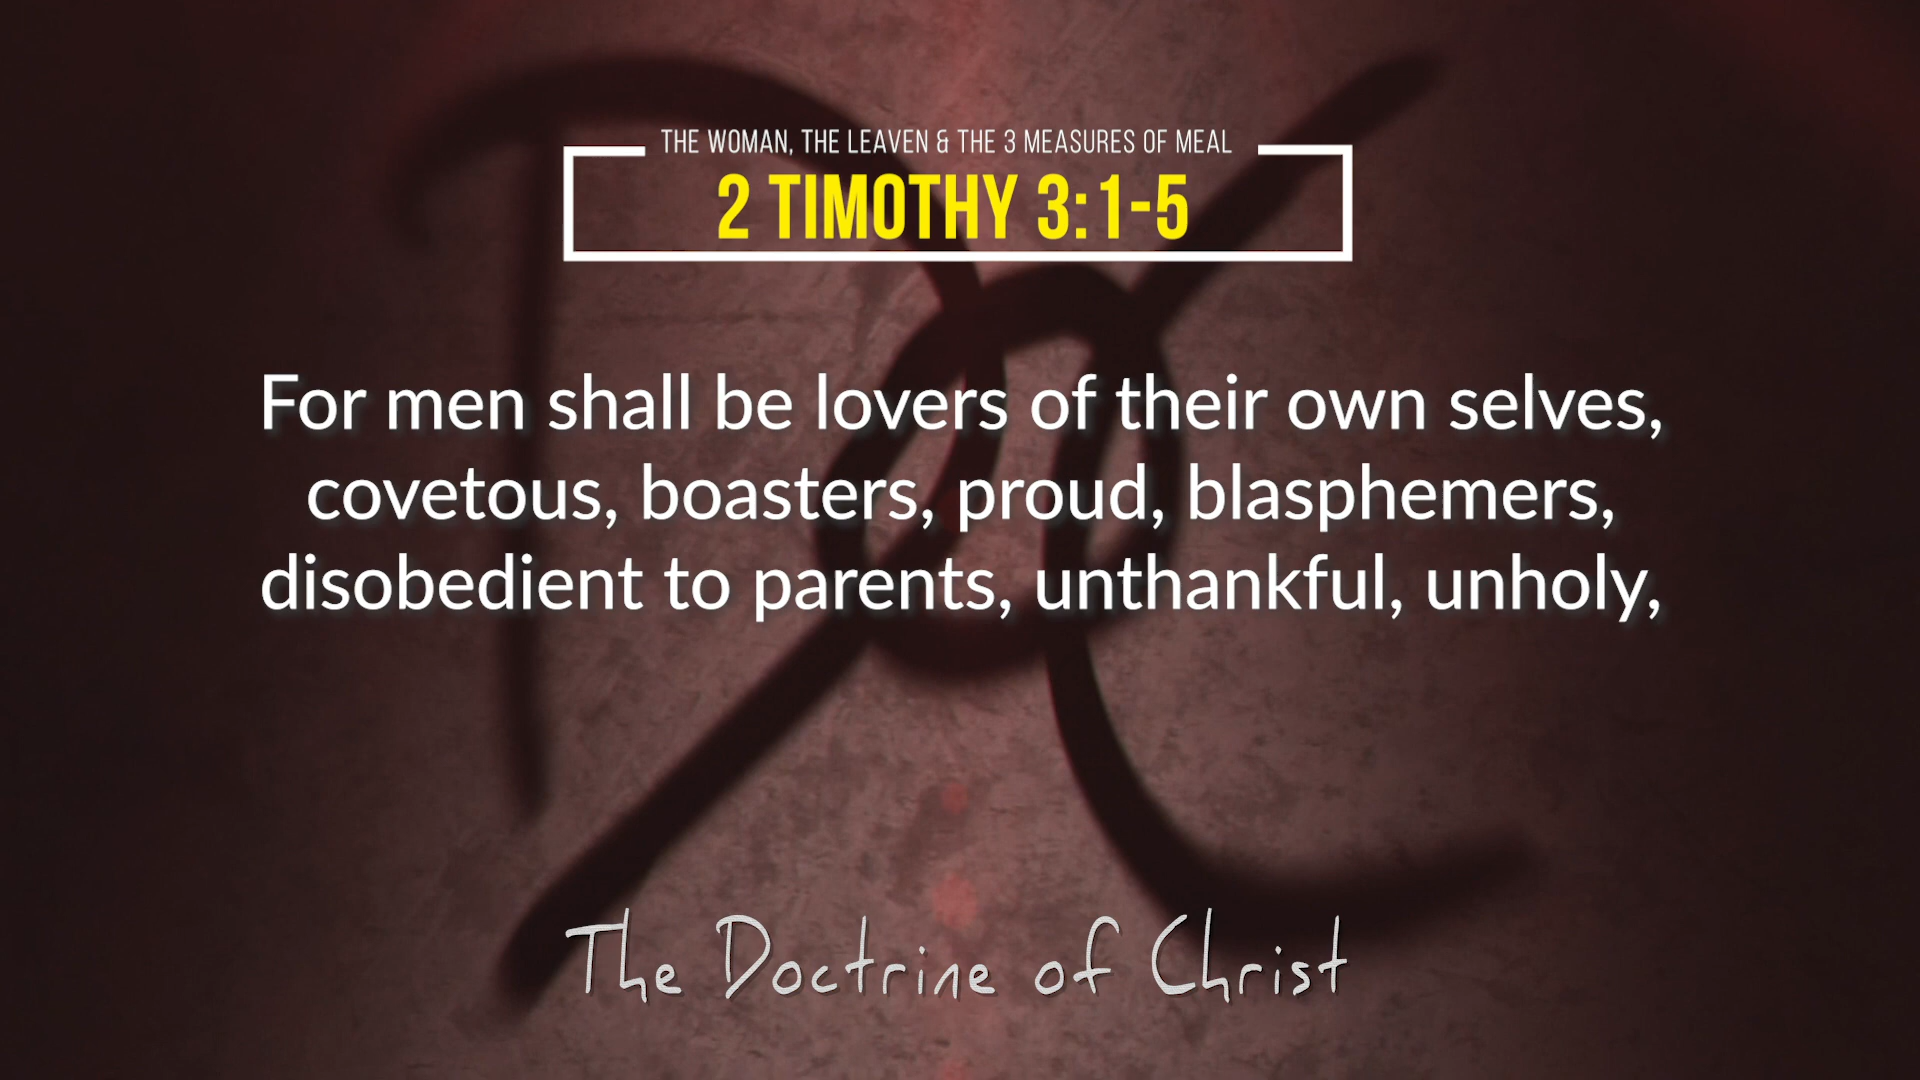 THE WOMAN, THE LEAVEN & THE 3 MEASURES OF MEAL
2 TIMOTHY 3:1-5
For men shall be lovers of their own selves,
covetous, boasters, proud, blasphemers,
disobedient to parents, unthankful, unholy,
The Doctrine of Christ